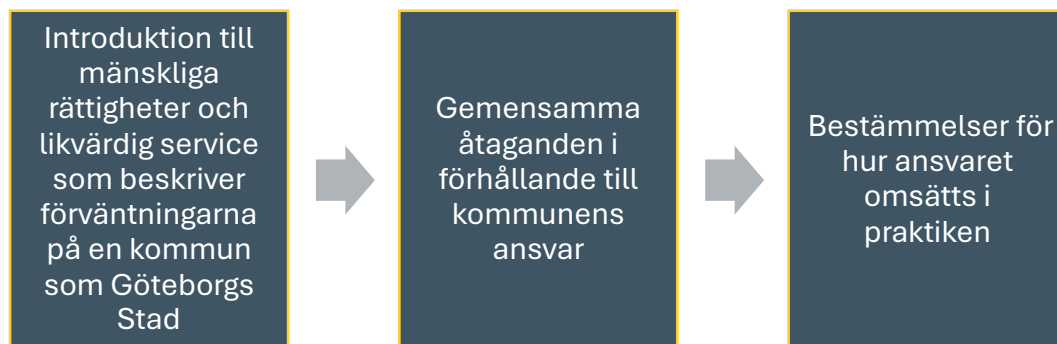 Introduktion till
mänskliga
rättigheter och
likvärdig service
som beskriver
förväntningarna
på en kommun
som Göteborgs
Stad
Gemensamma
åtaganden i
förhållande till
kommunens
ansvar
Bestämmelser för
hur ansvaret
omsätts i
praktiken